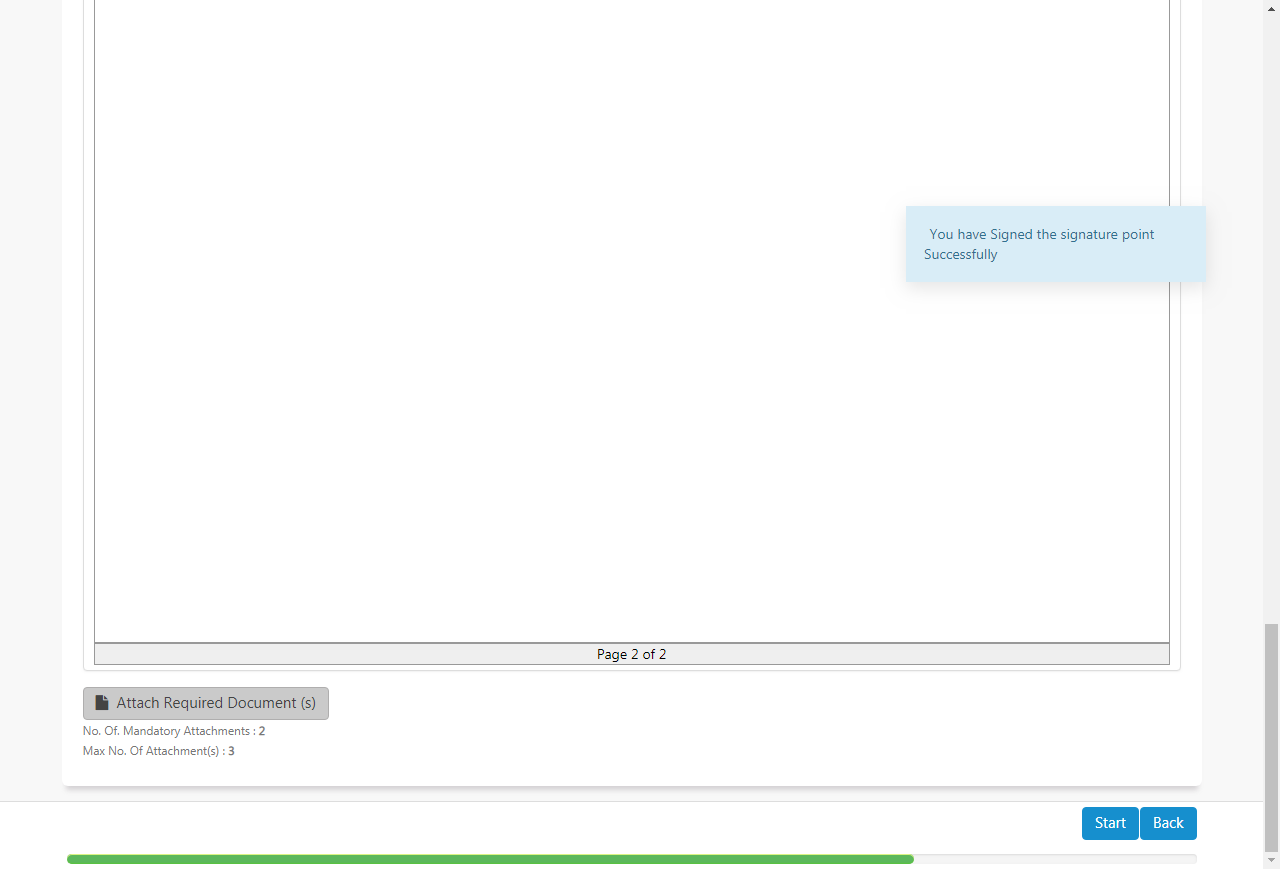 You have Signed the signature point
Successfully
Page 2 of 2
Attach Required Document (s)
No. Of. Mandatory Attachments : 2
Max No. Of Attachment(s) : 3
Start Back